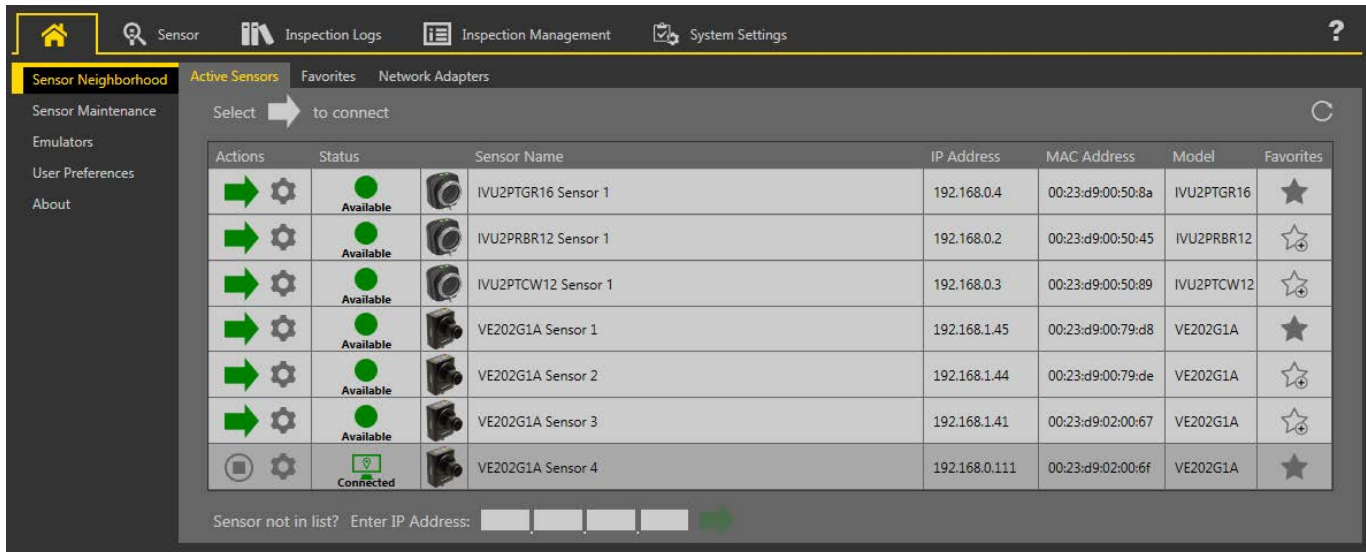 Sensor Inspection Logs Inspection Management System Settings ?
Sensor Neighborhood
Sensor Maintenance
Emulators
User Preferences
About
Active Sensors Favorites Network Adapters
Select to connect
Actions Status Sensor Name IP Address MAC Address Model Favorites
Available IVU2PTGR16 Sensor 1 192.168.0.4 00:23:d9:00:50:8a IVU2PTGR16
Available IVU2PRBR12 Sensor 1 192.168.0.2 00:23:d9:00:50:45 IVU2PRBR12
Available IVU2PTCW12 Sensor 1 192.168.0.3 00:23:d9:00:50:89 IVU2PTCW12
Available VE202G1A Sensor 1 192.168.1.45 00:23:d9:00:79:d8 VE202G1A
Available VE202G1A Sensor 2 192.168.1.44 00:23:d9:00:79:de VE202G1A
Available VE202G1A Sensor 3 192.168.1.41 00:23:d9:02:00:67 VE202G1A
Connected VE202G1A Sensor 4 192.168.0.111 00:23:d9:02:00:6f VE202G1A
Sensor not in list? Enter IP Address: . . .